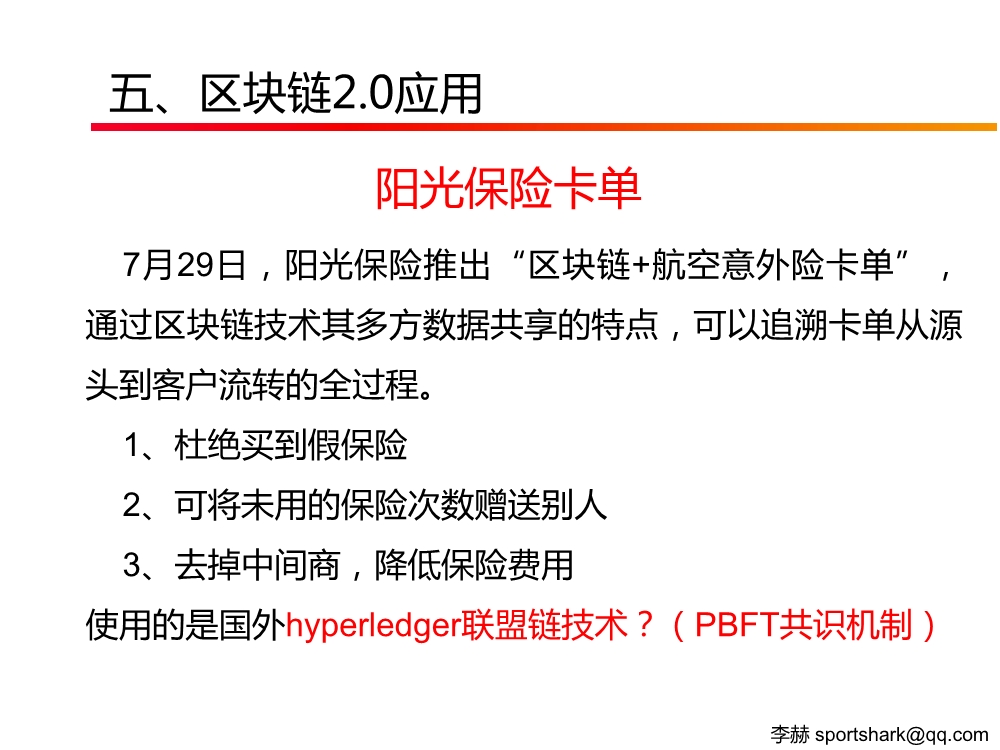 五、区块链2.0应用
阳光保险卡单
7月29日，阳光保险推出“区块链+航空意外险卡单”，
通过区块链技术其多方数据共享的特点，可以追溯卡单从源
头到客户流转的全过程。
1、杜绝买到假保险
2、可将未用的保险次数赠送别人
3、去掉中间商，降低保险费用
使用的是国外hyperledger联盟链技术？（PBFT共识机制）
李赫 sportshark@qq.com